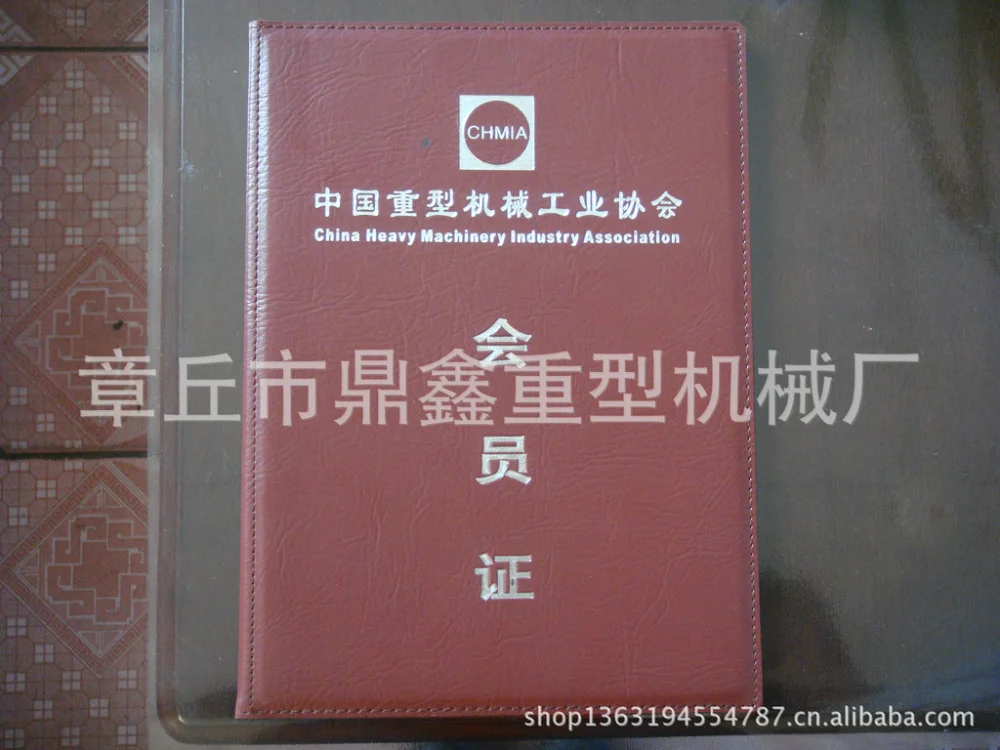 CHMIA
中国重型机械工业协会
China Heavy Machinery Industry Association
会
员
证
章丘市鼎鑫重型机械厂
shop1363194554787.cn.alibaba.com